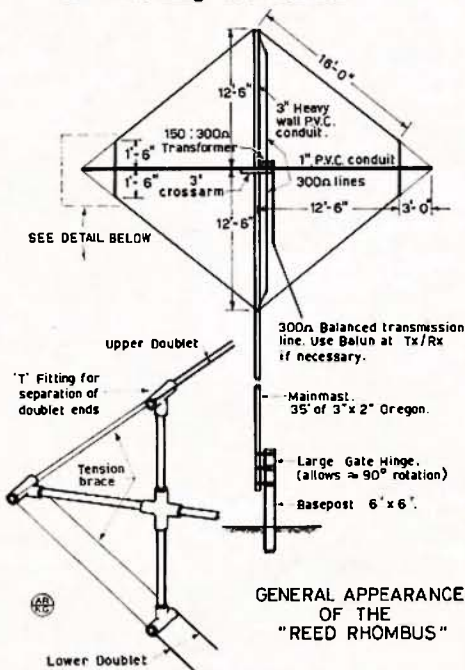 16'-0"
12'-6"
12'-6"
3" Heavy
wall P.V.C.
conduit.
150:300Ω
Transformer
1'-6"
1'-6"
3'
crossarm
1" P.V.C. conduit
300Ω lines
12'-6"
3'-0"
SEE DETAIL BELOW
300Ω Balanced transmission
line. Use Balun at Tx/Rx
if necessary.
Upper Doublet
'T' Fitting for
separation of
doublet ends
Tension
brace
Mainmast.
35' of 3" x 2" Oregon.
Large Gate Hinge.
(allows ≈ 90° rotation)
Basepost 6" x 6".
Lower Doublet
GENERAL APPEARANCE
OF THE
"REED RHOMBUS"